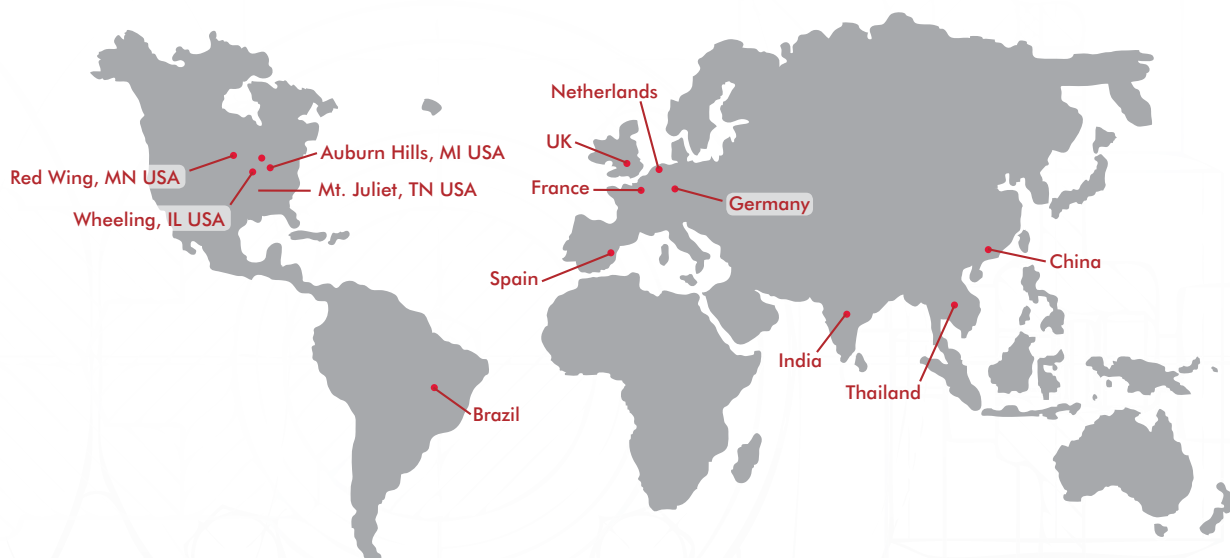 Netherlands
UK
Auburn Hills, MI USA
Red Wing, MN USA
Mt. Juliet, TN USA
France
Germany
Wheeling, IL USA
Spain
China
India
Thailand
Brazil